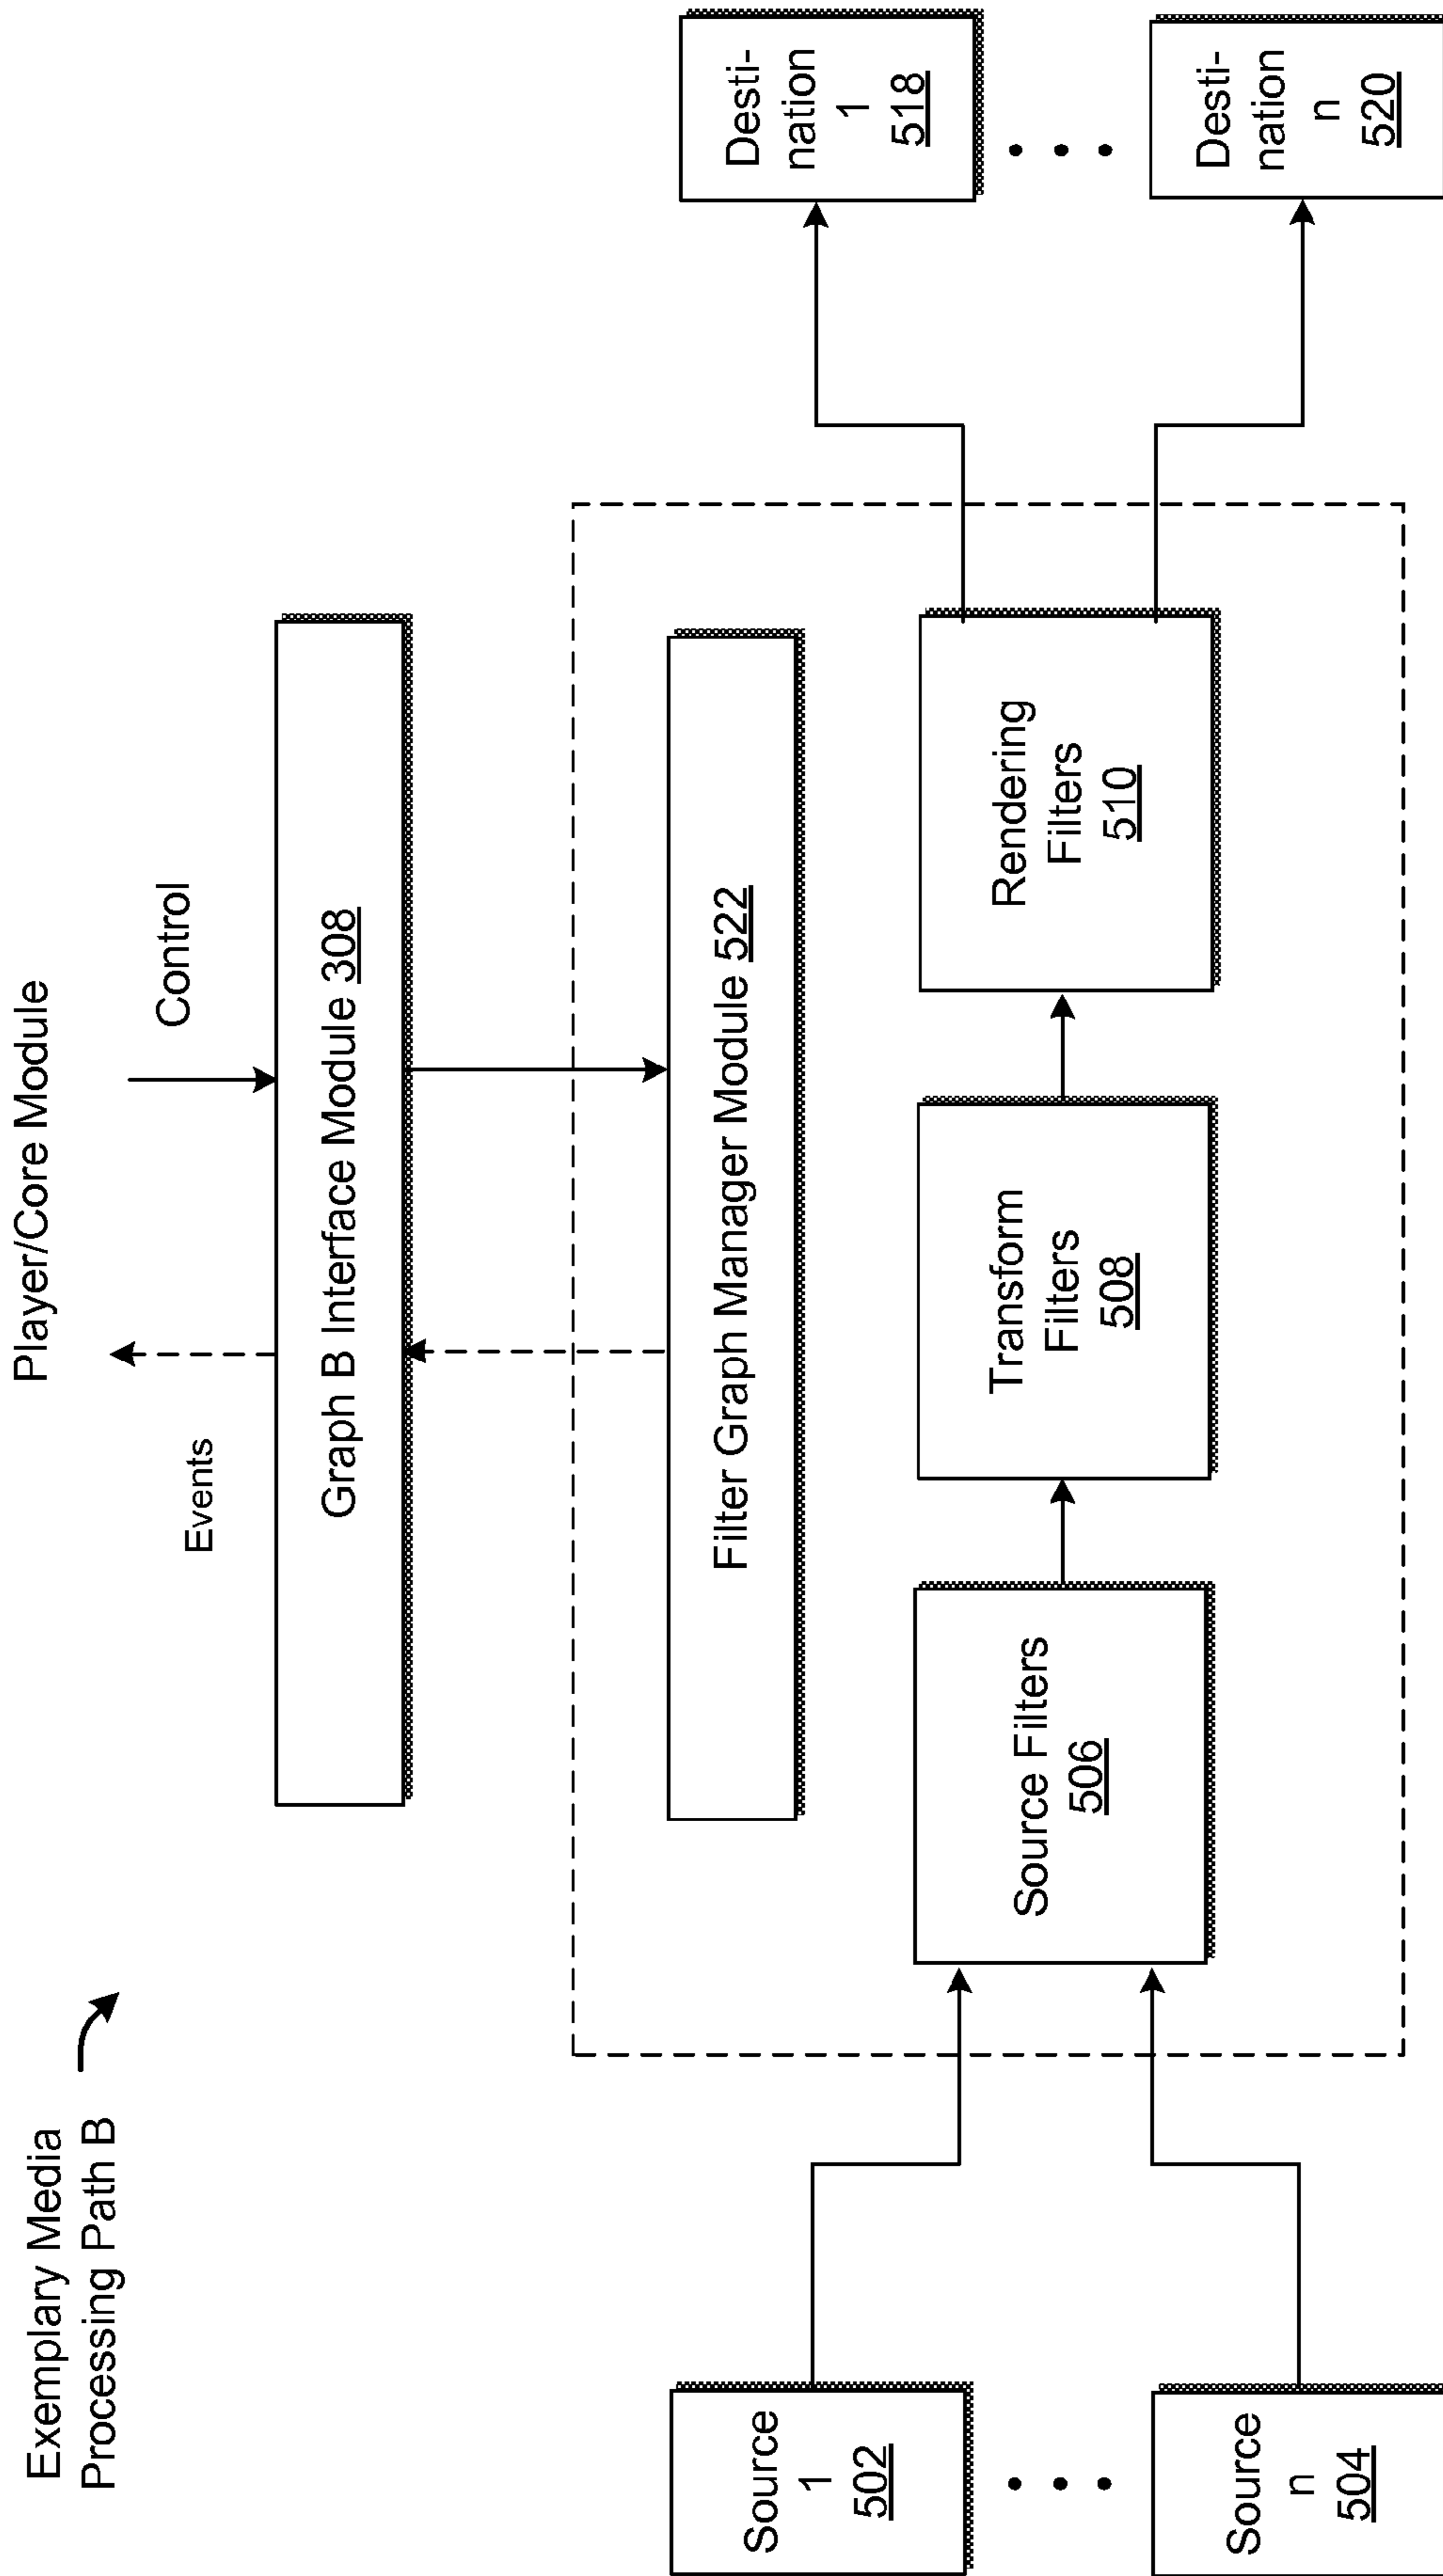 Exemplary Media
Processing Path B
Player/Core Module
Events
Control
Graph B Interface Module 308
Filter Graph Manager Module 522
Source
1
502
Source
n
504
Source Filters
506
Transform
Filters
508
Rendering
Filters
510
Desti-
nation
1
518
Desti-
nation
n
520